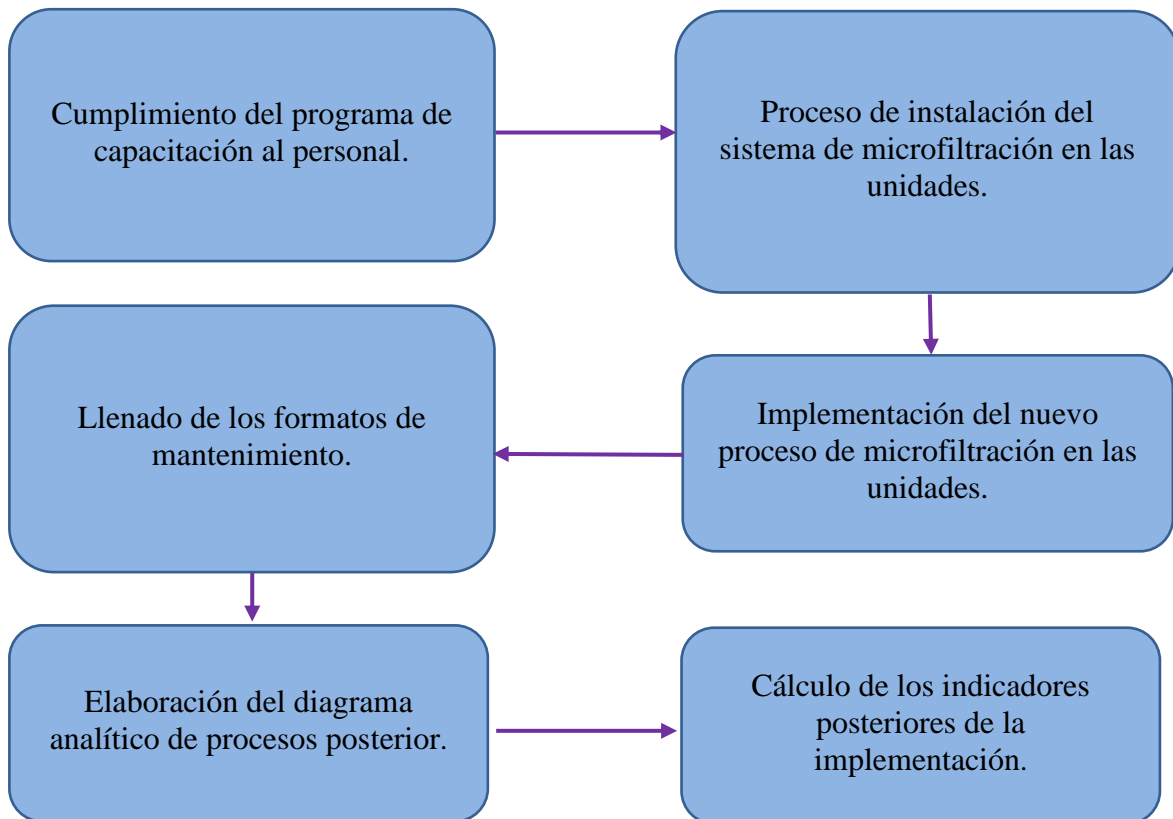 Cumplimiento del programa de
capacitación al personal.
Proceso de instalación del
sistema de microfiltración en las
unidades.
Implementación del nuevo
proceso de microfiltración en las
unidades.
Llenado de los formatos de
mantenimiento.
Elaboración del diagrama
analítico de procesos posterior.
Cálculo de los indicadores
posteriores de la
implementación.